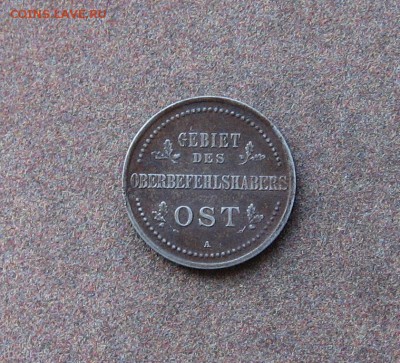 COINS.LAVE.RU
GEBIET
DES
OBERBEFEHLSHABERS
OST
A